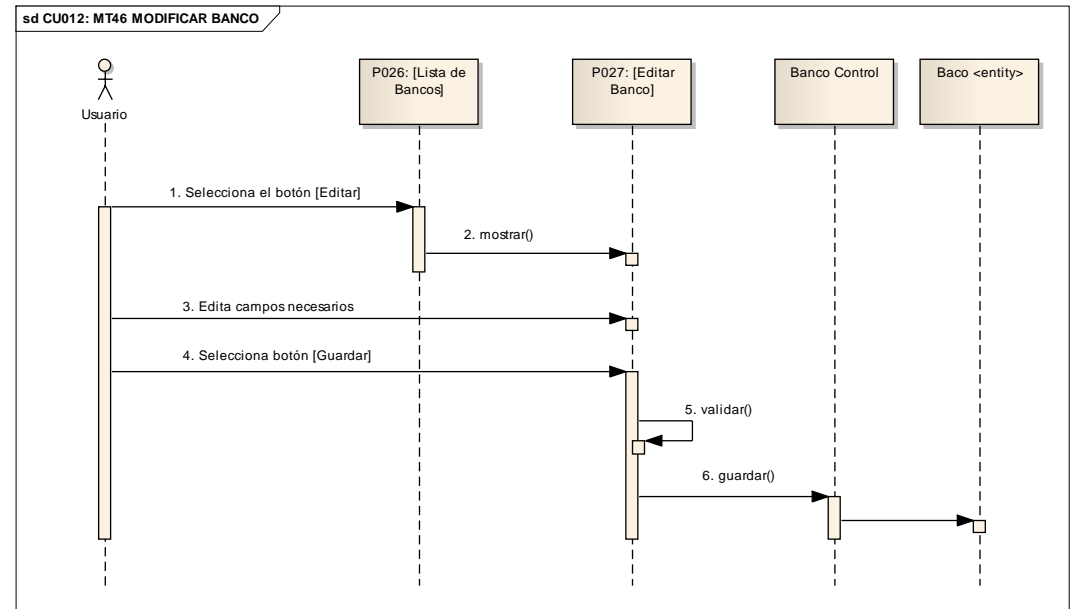 sd CU012: MT46 MODIFICAR BANCO
Usuario
P026: [Lista de
Bancos]
P027: [Editar
Banco]
Banco Control
Baco <entity>
1. Selecciona el botón [Editar]
2. mostrar()
3. Edita campos necesarios
4. Selecciona botón [Guardar]
5. validar()
6. guardar()